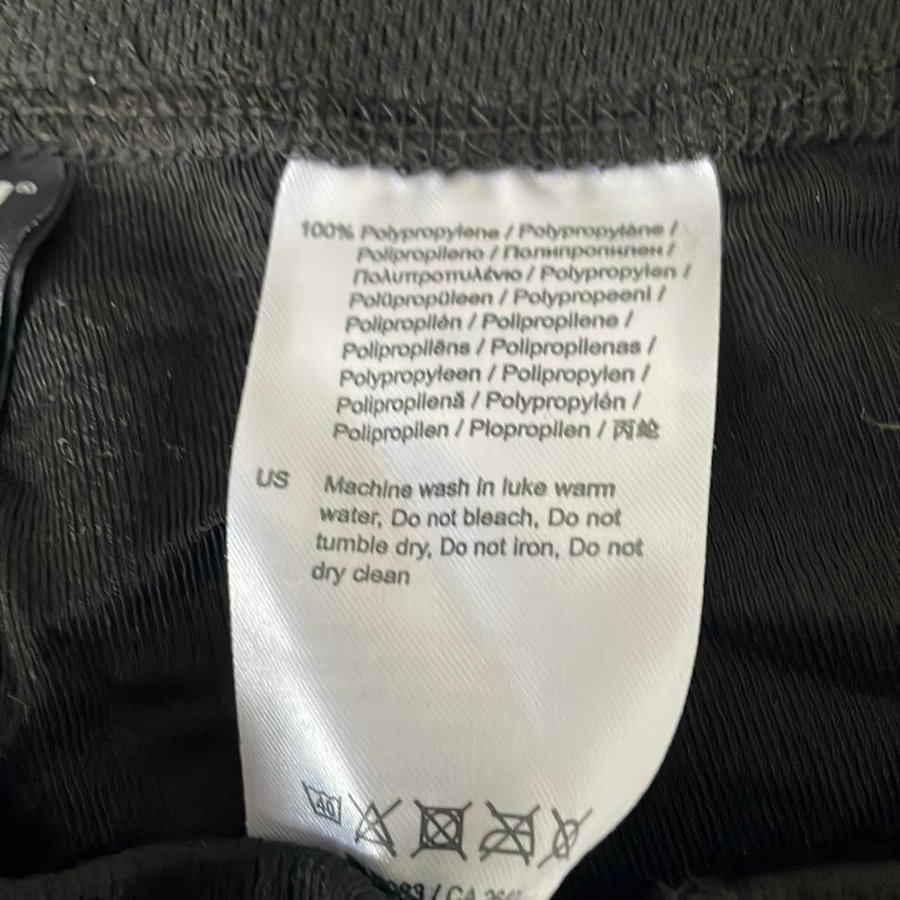 100% Polypropylene / Polypropylène /
Polipropileno / Полипропилен /
Πολυπροπυλένιο / Polypropylen /
Polüpropüleen / Polypropeeni /
Polipropilén / Polipropilene /
Polipropilēns / Polipropilenas /
Polypropyleen / Polipropylen /
Polipropilenă / Polypropylén /
Polipropilen / Plopropilen / 丙纶
US Machine wash in luke warm
water, Do not bleach, Do not
tumble dry, Do not iron, Do not
dry clean
40
/ CA